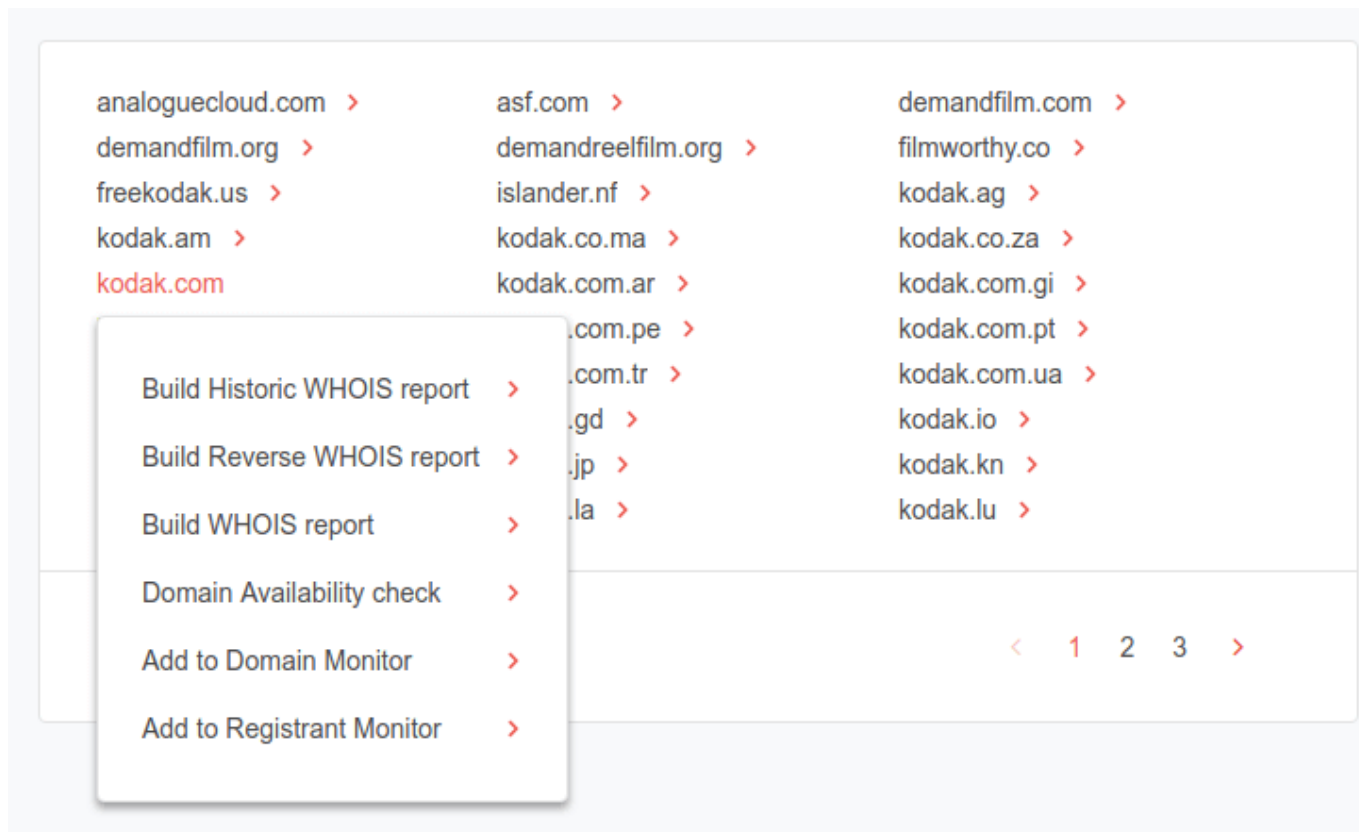 analoguecloud.com > asf.com > demandfilm.com >
demandfilm.org > demandreelfilm.org > filmworthy.co >
freekodak.us > islander.nf > kodak.ag >
kodak.am > kodak.co.ma > kodak.co.za >
kodak.com kodak.com.ar > kodak.com.gi >
.com.pe > kodak.com.pt >
.com.tr > kodak.com.ua >
.gd > kodak.io >
.jp > kodak.kn >
.la > kodak.lu >
Build Historic WHOIS report >
Build Reverse WHOIS report >
Build WHOIS report >
Domain Availability check >
Add to Domain Monitor >
Add to Registrant Monitor >
< 1 2 3 >